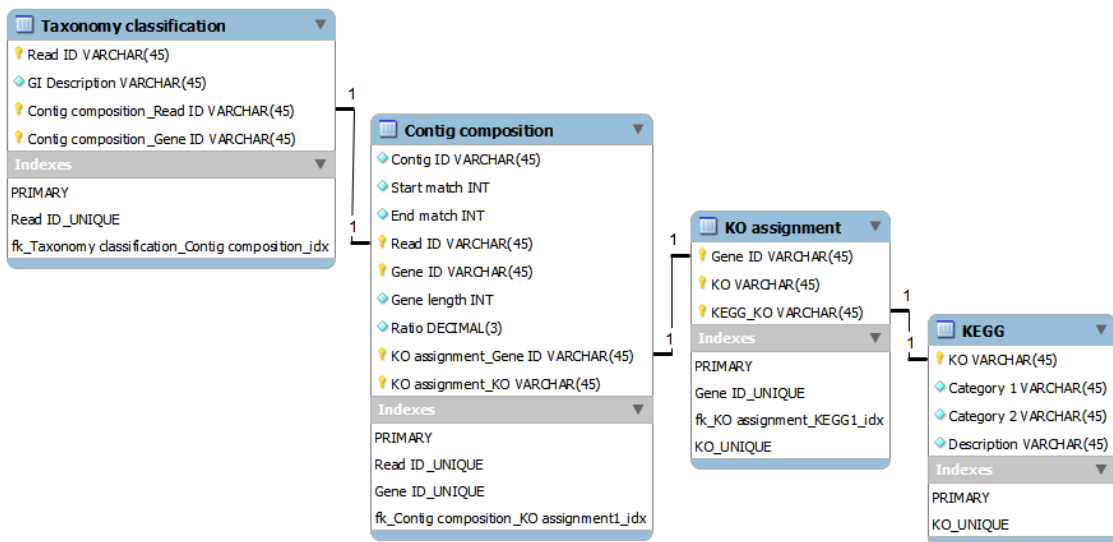 Taxonomy classification
Read ID VARCHAR(45)
GI Description VARCHAR(45)
Contig composition_Read ID VARCHAR(45)
Contig composition_Gene ID VARCHAR(45)
Indexes
PRIMARY
Read ID_UNIQUE
fk_Taxonomy classification_Contig composition_idx
1
1
Contig composition
Contig ID VARCHAR(45)
Start match INT
End match INT
Read ID VARCHAR(45)
Gene ID VARCHAR(45)
Gene length INT
Ratio DECIMAL(3)
KO assignment_Gene ID VARCHAR(45)
KO assignment_KO VARCHAR(45)
Indexes
PRIMARY
Read ID_UNIQUE
Gene ID_UNIQUE
fk_Contig composition_KO assignment1_idx
1
1
KO assignment
Gene ID VARCHAR(45)
KO VARCHAR(45)
KEGG_KO VARCHAR(45)
Indexes
PRIMARY
Gene ID_UNIQUE
fk_KO assignment_KEGG1_idx
KO_UNIQUE
1
1
KEGG
KO VARCHAR(45)
Category 1 VARCHAR(45)
Category 2 VARCHAR(45)
Description VARCHAR(45)
Indexes
PRIMARY
KO_UNIQUE